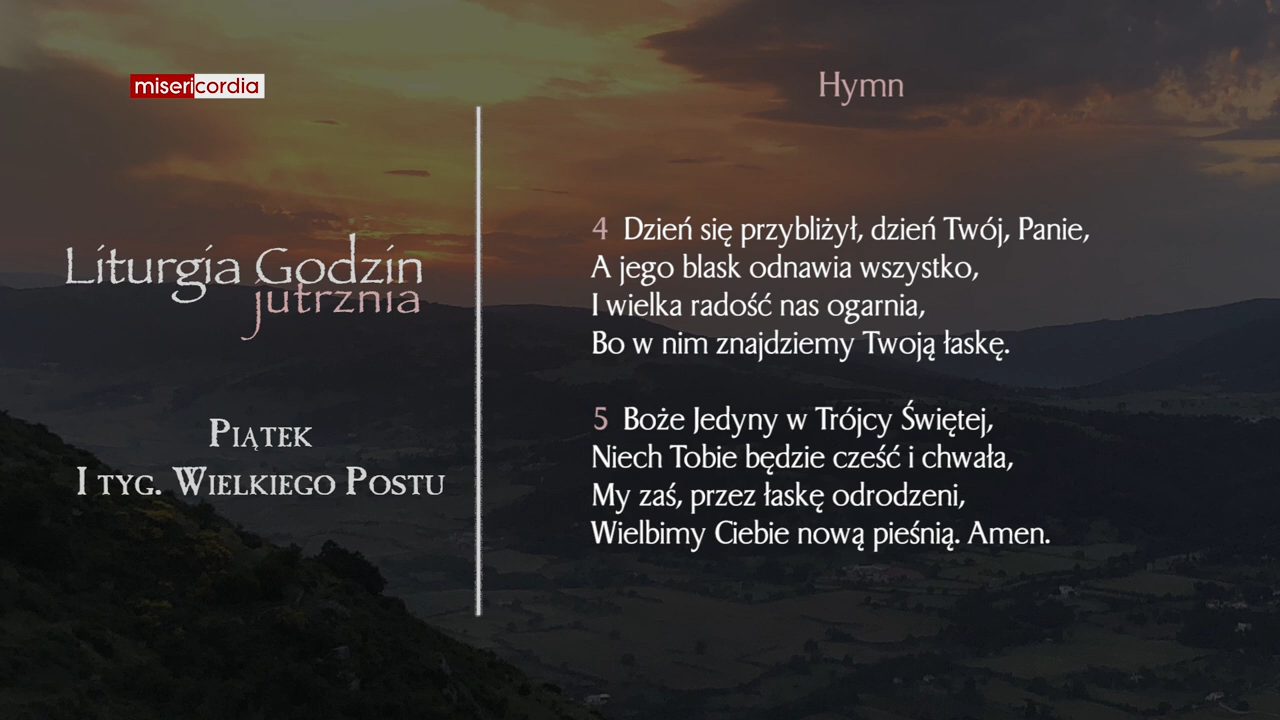 misericordia
Liturgia Godzin
jutrznia
Piątek
I tyg. Wielkiego Postu
Hymn
4 Dzień się przybliżył, dzień Twój, Panie,
A jego blask odnawia wszystko,
I wielka radość nas ogarnia,
Bo w nim znajdziemy Twoją łaskę.
5 Boże Jedyny w Trójcy Świętej,
Niech Tobie będzie cześć i chwała,
My zaś, przez łaskę odrodzeni,
Wielbimy Ciebie nową pieśnią. Amen.